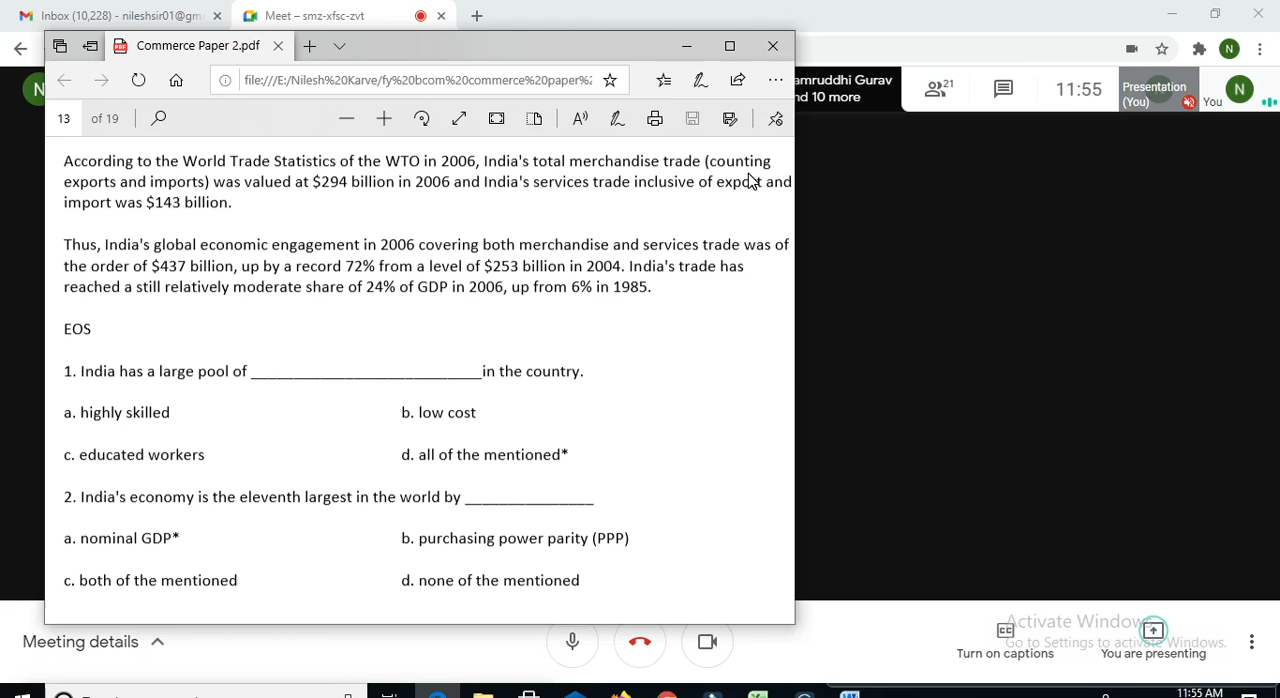 Inbox (10,228) - nileshsir01@gm
Meet – smz-xfsc-zvt
Commerce Paper 2.pdf
file:///E:/Nilesh%20Karve/fy%20bcom%20commerce%20paper%2
amruddhi Gurav
nd 10 more
21
11:55
Presentation
(You)
You
N
N
N
13 of 19
According to the World Trade Statistics of the WTO in 2006, India's total merchandise trade (counting
exports and imports) was valued at $294 billion in 2006 and India's services trade inclusive of export and
import was $143 billion.
Thus, India's global economic engagement in 2006 covering both merchandise and services trade was of
the order of $437 billion, up by a record 72% from a level of $253 billion in 2004. India's trade has
reached a still relatively moderate share of 24% of GDP in 2006, up from 6% in 1985.
EOS
1. India has a large pool of ___________________________in the country.
a. highly skilled b. low cost
c. educated workers d. all of the mentioned*
2. India's economy is the eleventh largest in the world by _______________
a. nominal GDP* b. purchasing power parity (PPP)
c. both of the mentioned d. none of the mentioned
Meeting details
Turn on captions
You are presenting
Activate Windows
Go to Settings to activate Windows.
11:55 AM